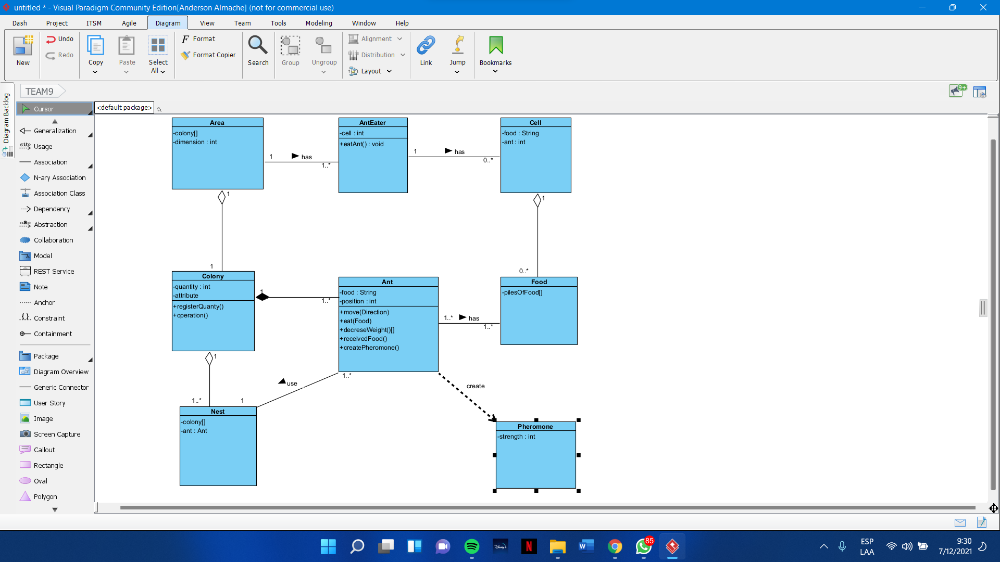 untitled * - Visual Paradigm Community Edition[Anderson Almache] (not for commercial use)
Dash Project ITSM Agile Diagram View Team Tools Modeling Window Help
New
Undo
Redo
Copy
Paste
Select
All
Format
Format Copier
Search
Group
Ungroup
Alignment
Distribution
Layout
Link
Jump
Bookmarks
Diagram Backlog
TEAM9
9+
Cursor
<default package>
Generalization
<<U>> Usage
Association
N-ary Association
Association Class
Dependency
<<a>> Abstraction
Collaboration
Model
REST Service
Note
Anchor
{.} Constraint
Containment
Package
Diagram Overview
Generic Connector
User Story
Image
Screen Capture
Callout
Rectangle
Oval
Polygon
Area
-colony[]
-dimension : int
1 has
1..*
AntEater
-cell : int
+eatAnt() : void
1 has
0..*
Cell
-food : String
-ant : int
1
1
1
0..*
Colony
-quantity : int
-attribute
+registerQuanty()
+operation()
1
1..*
Ant
-food : String
-position : int
+move(Direction)
+eat(Food)
+decreseWeight()[]
+receivedFood()
+createPheromone()
1..* has
1..*
Food
-pilesOfFood[]
1
1..*
use
1..*
1
create
Nest
-colony[]
-ant : Ant
Pheromone
-strength : int
Disney+
N
W
85
ESP
LAA
9:30
7/12/2021